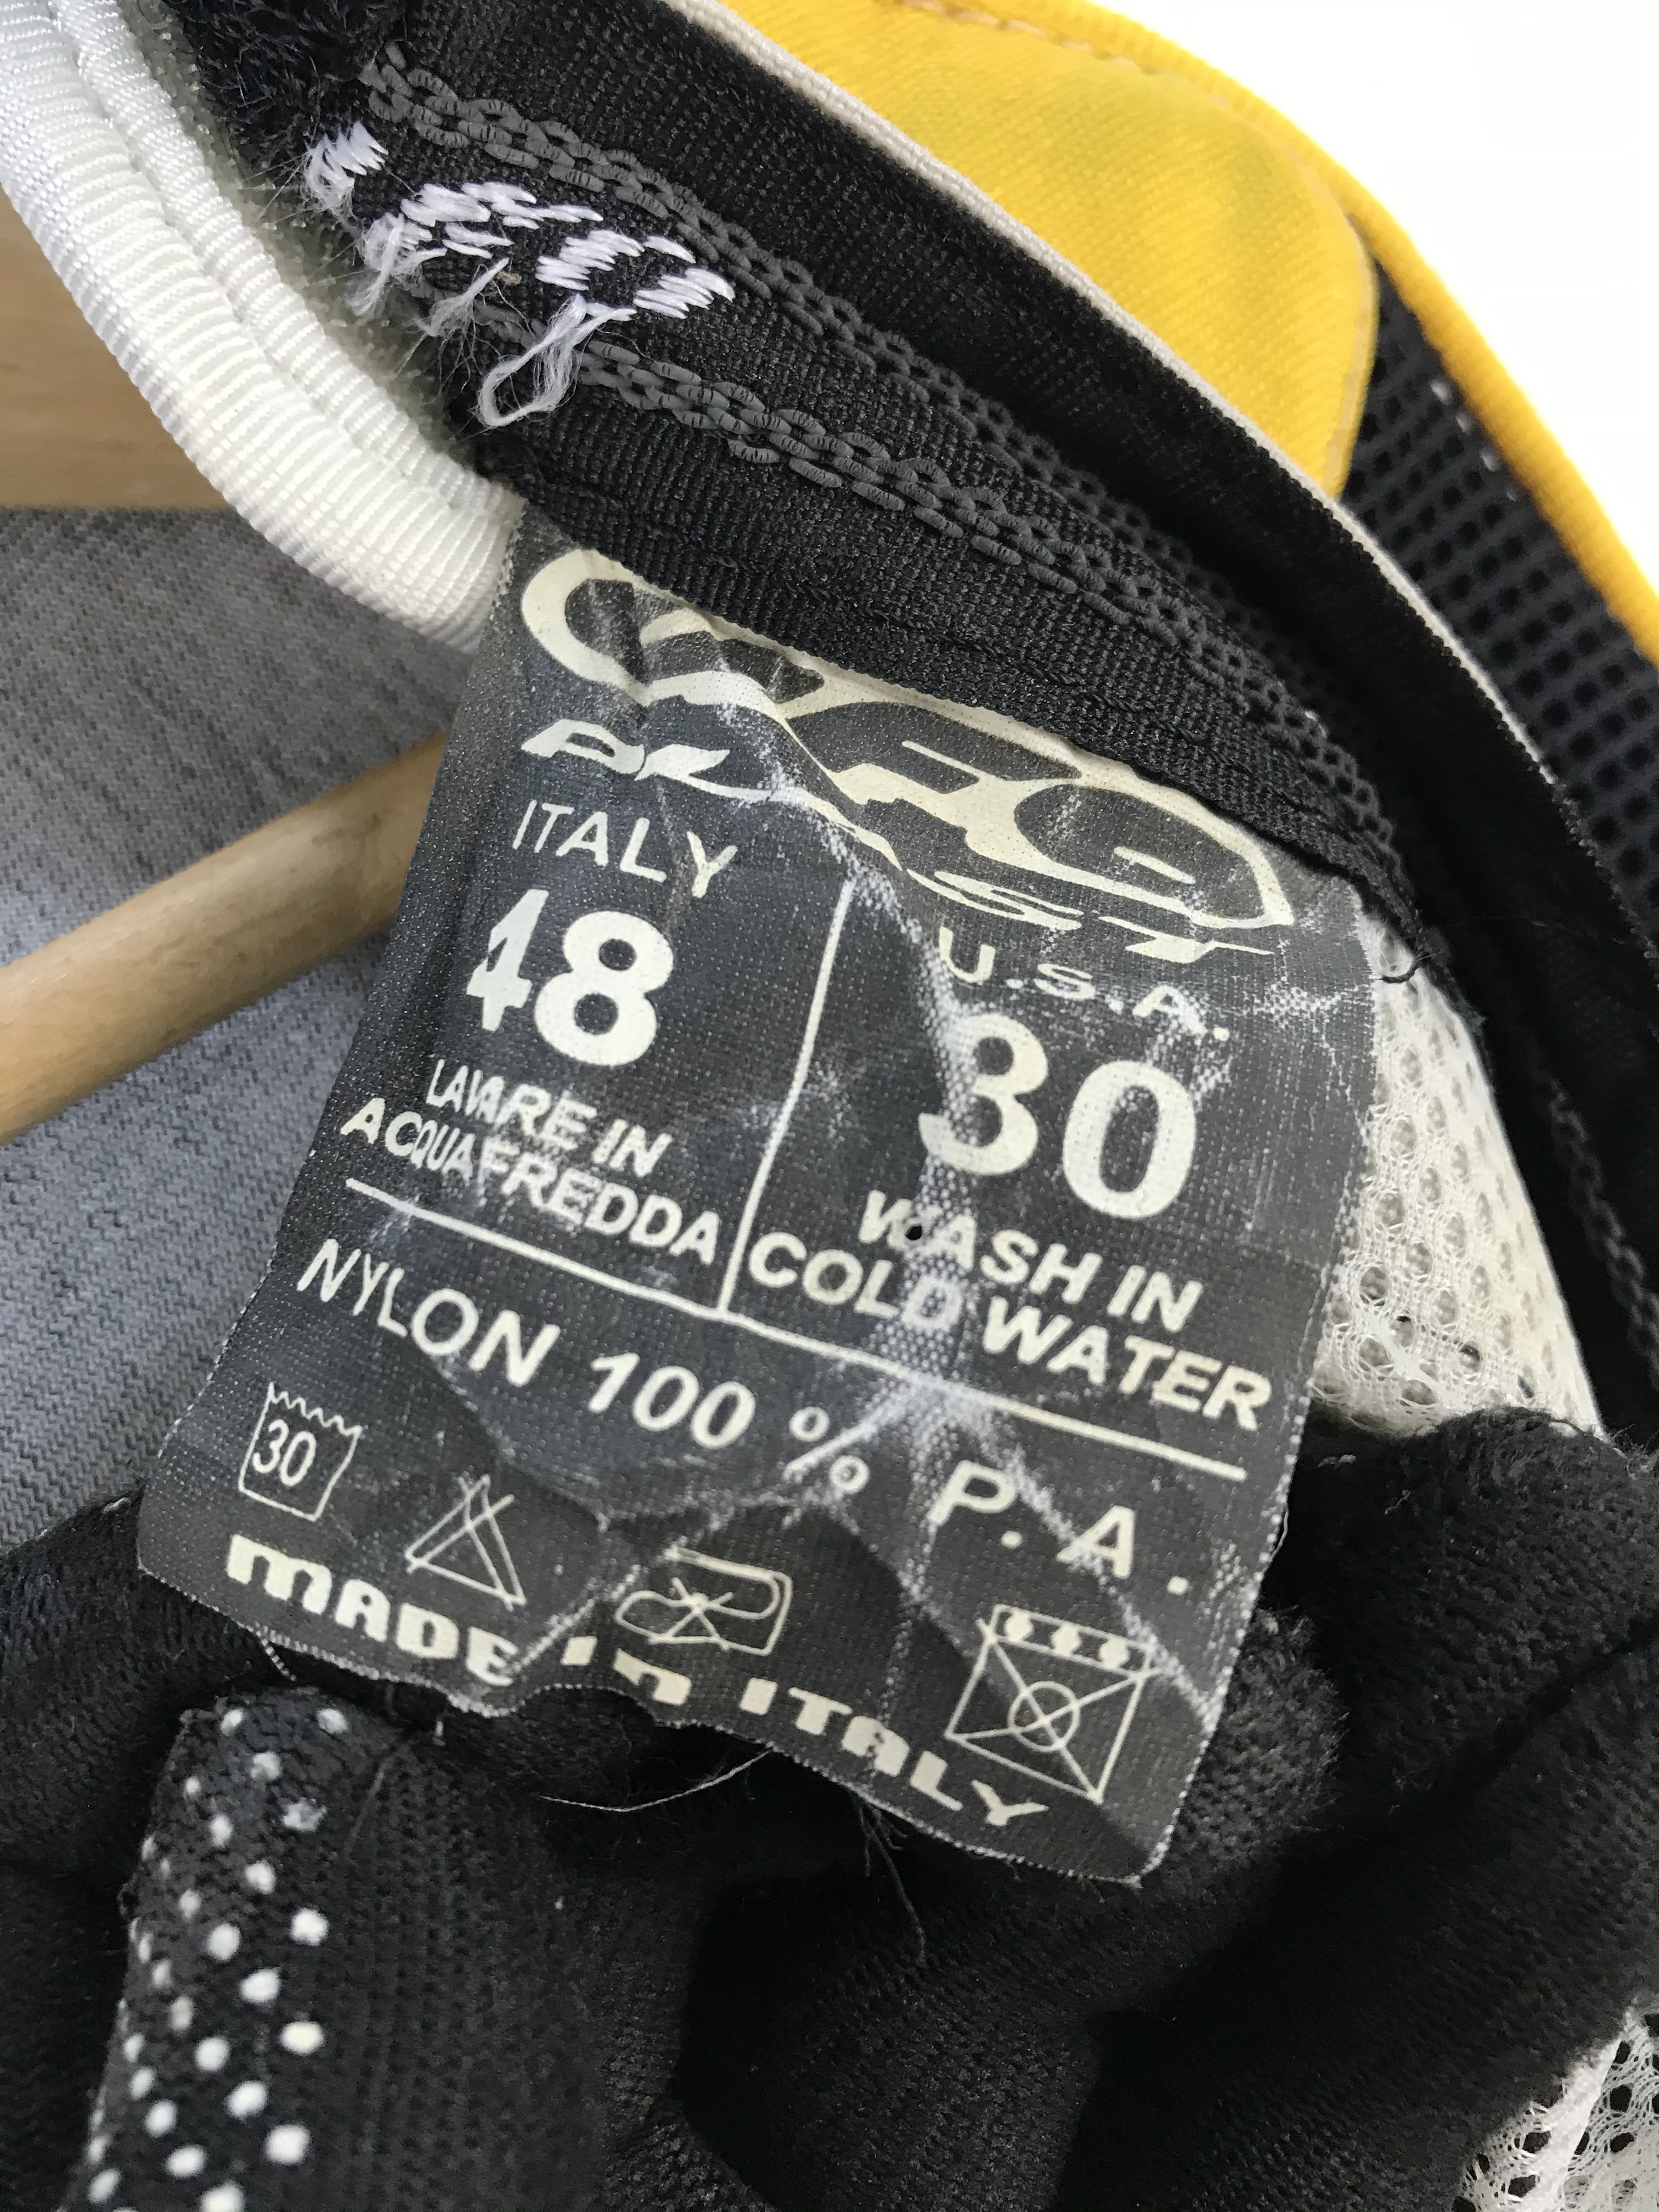 ITALY
48
LAVARE IN
ACQUA FREDDA
U.S.A.
30
WASH IN
COLD WATER
NYLON 100 % P. A.
30
MADE IN ITALY